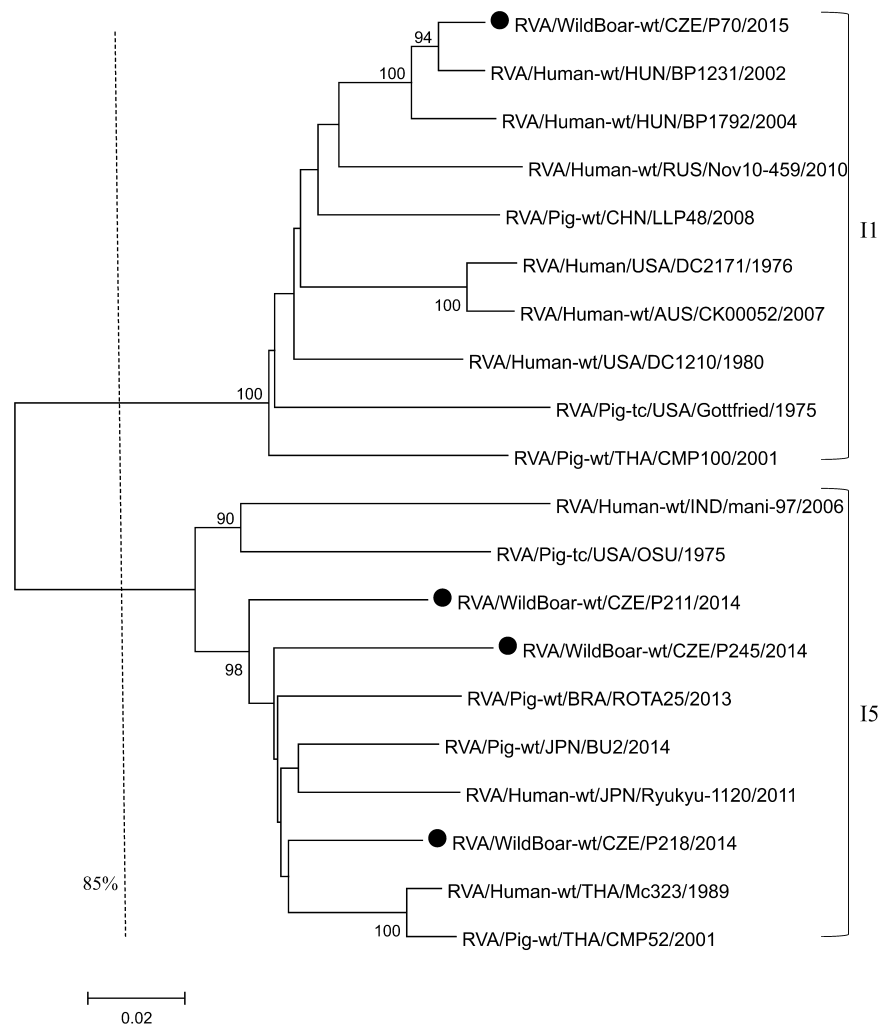 RVA/WildBoar-wt/CZE/P70/2015
94
100
RVA/Human-wt/HUN/BP1231/2002
RVA/Human-wt/HUN/BP1792/2004
RVA/Human-wt/RUS/Nov10-459/2010
RVA/Pig-wt/CHN/LLP48/2008
I1
RVA/Human/USA/DC2171/1976
100
RVA/Human-wt/AUS/CK00052/2007
RVA/Human-wt/USA/DC1210/1980
100
RVA/Pig-tc/USA/Gottfried/1975
RVA/Pig-wt/THA/CMP100/2001
RVA/Human-wt/IND/mani-97/2006
90
RVA/Pig-tc/USA/OSU/1975
RVA/WildBoar-wt/CZE/P211/2014
RVA/WildBoar-wt/CZE/P245/2014
98
RVA/Pig-wt/BRA/ROTA25/2013
I5
RVA/Pig-wt/JPN/BU2/2014
RVA/Human-wt/JPN/Ryukyu-1120/2011
RVA/WildBoar-wt/CZE/P218/2014
85%
RVA/Human-wt/THA/Mc323/1989
100
RVA/Pig-wt/THA/CMP52/2001
0.02